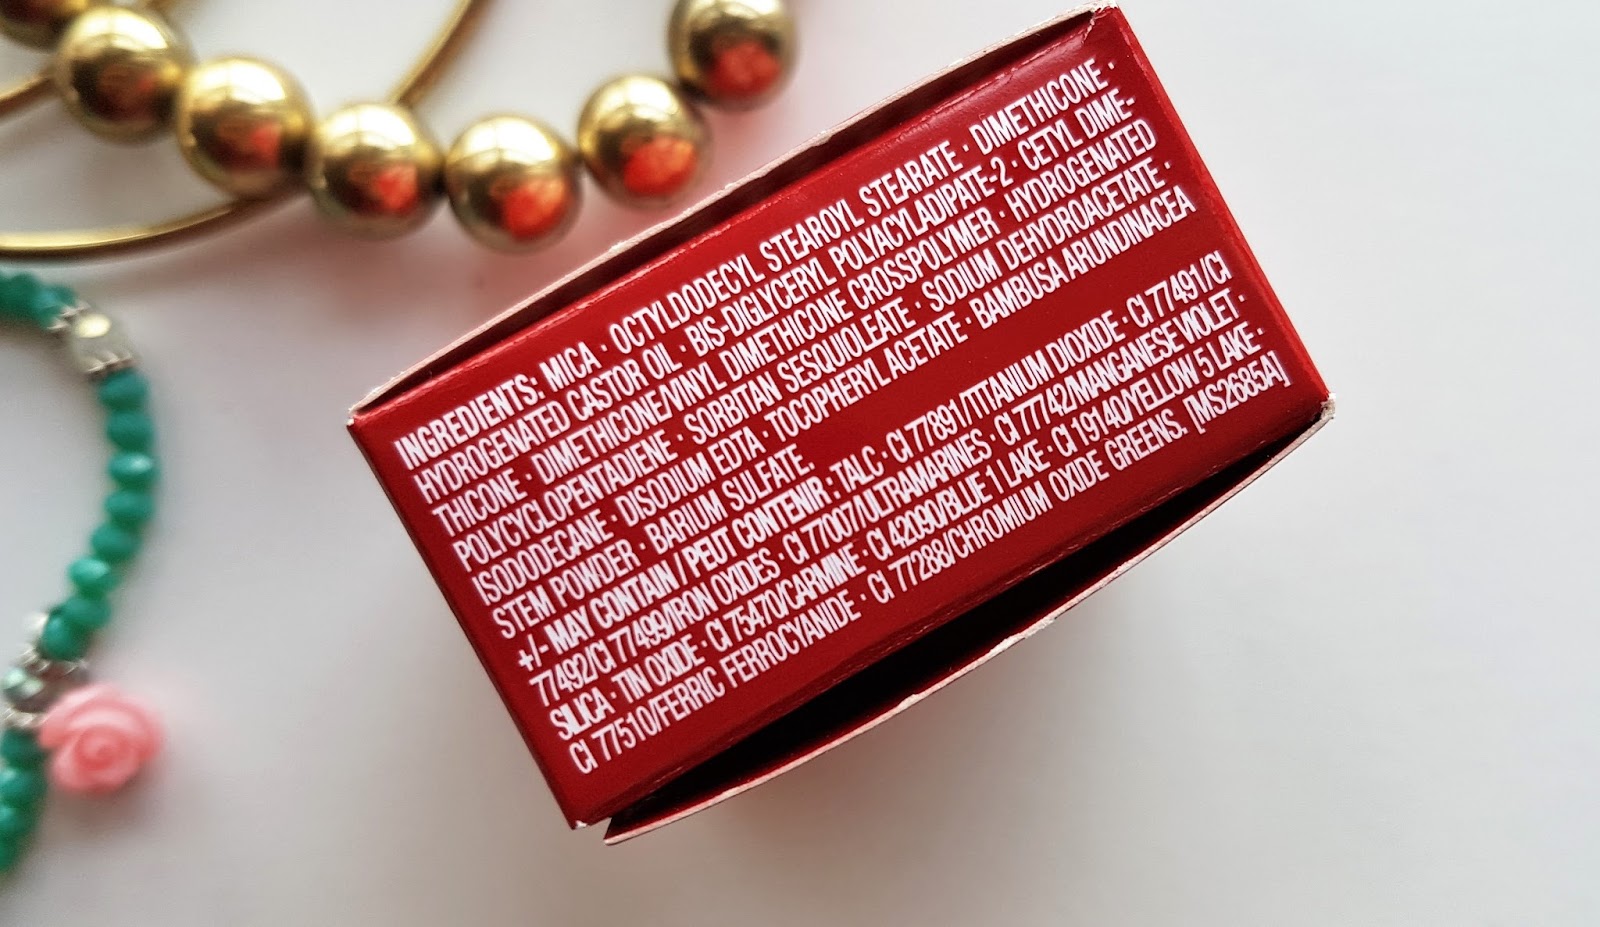 INGREDIENTS: MICA · OCTYLDODECYL STEAROYL STEARATE · DIMETHICONE ·
HYDROGENATED CASTOR OIL · BIS-DIGLYCERYL POLYACYLADIPATE-2 · CETYL DIME-
THICONE · DIMETHICONE/VINYL DIMETHICONE CROSSPOLYMER · HYDROGENATED
POLYCYCLOPENTADIENE · SORBITAN SESQUIOLEATE · SODIUM DEHYDROACETATE ·
ISODODECANE · DISODIUM EDTA · TOCOPHERYL ACETATE · BAMBUSA ARUNDINACEA
STEM POWDER · BARIUM SULFATE.
+/- MAY CONTAIN / PEUT CONTENIR : TALC · CI 77891/TITANIUM DIOXIDE · CI 77491/CI
77492/CI 77499/IRON OXIDES · CI 77007/ULTRAMARINES · CI 77742/MANGANESE VIOLET ·
SILICA · TIN OXIDE · CI 75470/CARMINE · CI 42090/BLUE 1 LAKE · CI 19140/YELLOW 5 LAKE ·
CI 77510/FERRIC FERROCYANIDE · CI 77288/CHROMIUM OXIDE GREENS. [MS2685A]